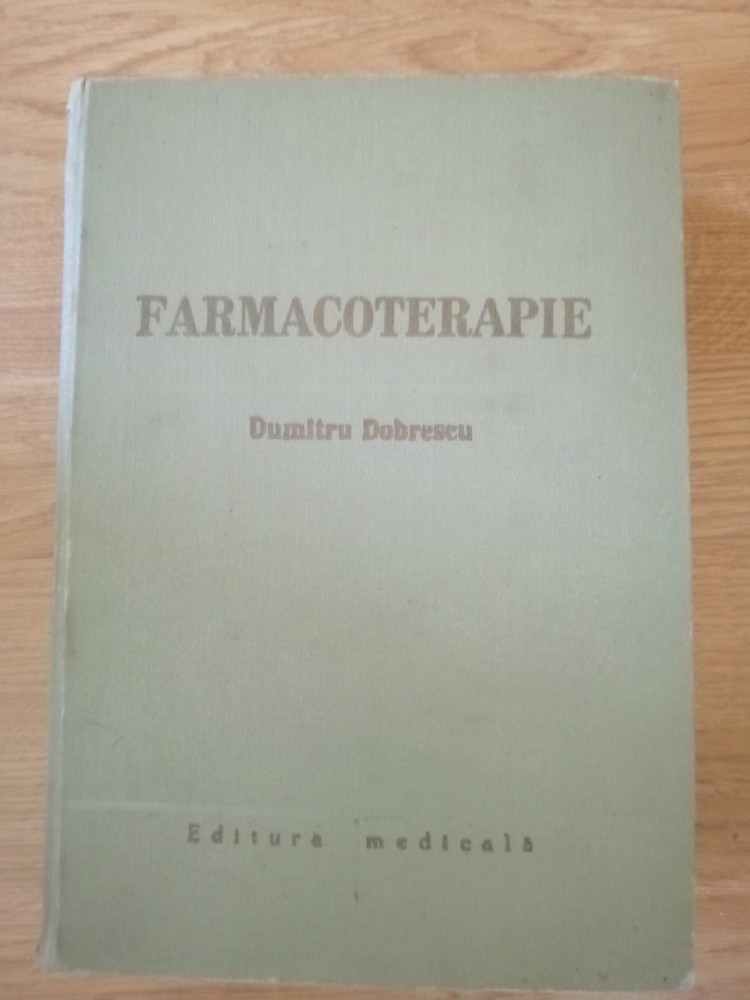 FARMACOTERAPIE
Dumitru Dobrescu
Editura medicală